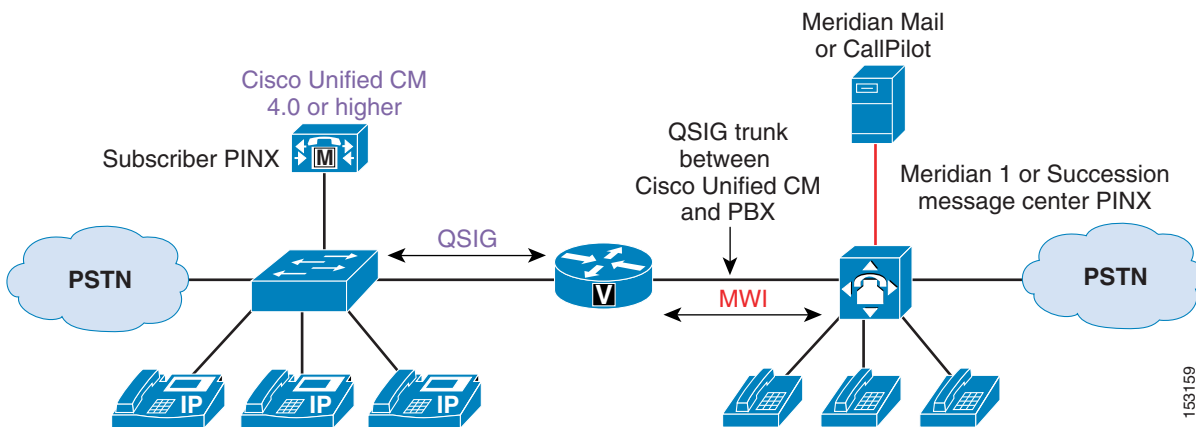 Meridian Mail
or CallPilot
Cisco Unified CM
4.0 or higher
QSIG trunk
between
Cisco Unified CM
and PBX
Subscriber PINX
M
Meridian 1 or Succession
message center PINX
PSTN
QSIG
V
MWI
PSTN
IP
IP
IP
153159